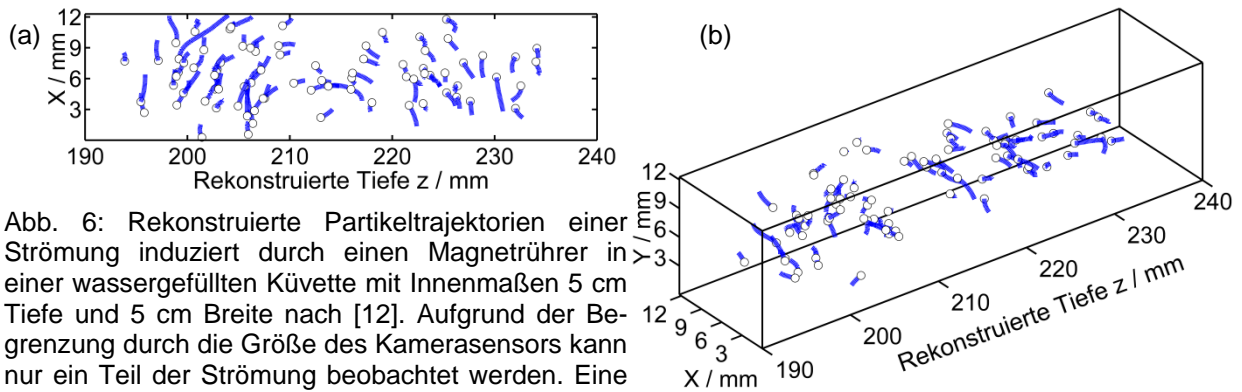 (a)
12
9
6
3
X / mm
190 200 210 220 230 240
Rekonstruierte Tiefe z / mm
Abb. 6: Rekonstruierte Partikeltrajektorien einer
Strömung induziert durch einen Magnetrührer in
einer wassergefüllten Küvette mit Innenmaßen 5 cm
Tiefe und 5 cm Breite nach [12]. Aufgrund der Be-
grenzung durch die Größe des Kamerasensors kann
nur ein Teil der Strömung beobachtet werden. Eine
(b)
12
9
6
3
Y / mm
12
9
6
3
X / mm
190
200
210
220
230
240
Rekonstruierte Tiefe z / mm